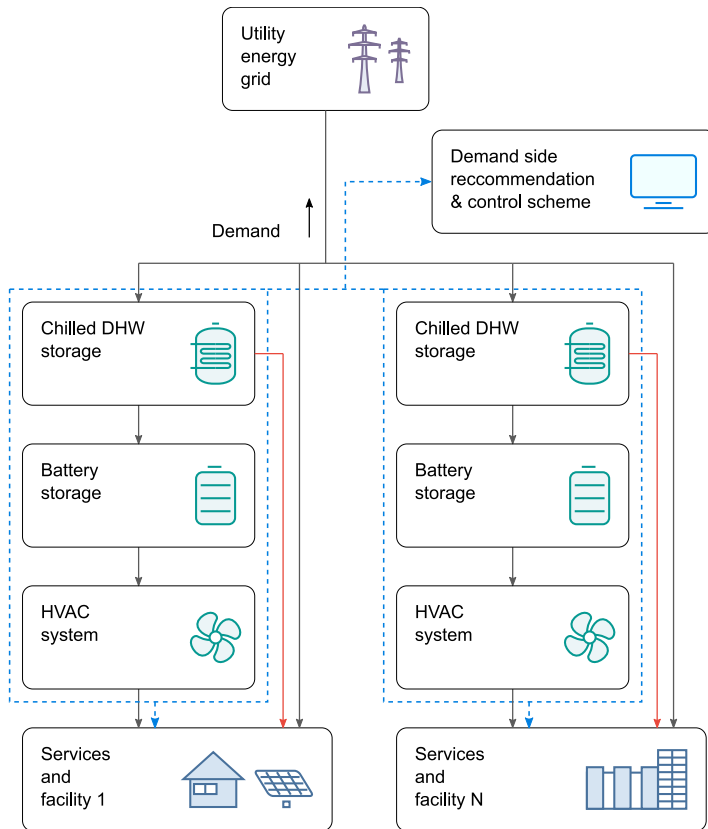 Utility
energy
grid
Demand side
reccommendation
& control scheme
Demand
Chilled DHW
storage
Chilled DHW
storage
Battery
storage
Battery
storage
HVAC
system
HVAC
system
Services
and
facility 1
Services
and
facility N